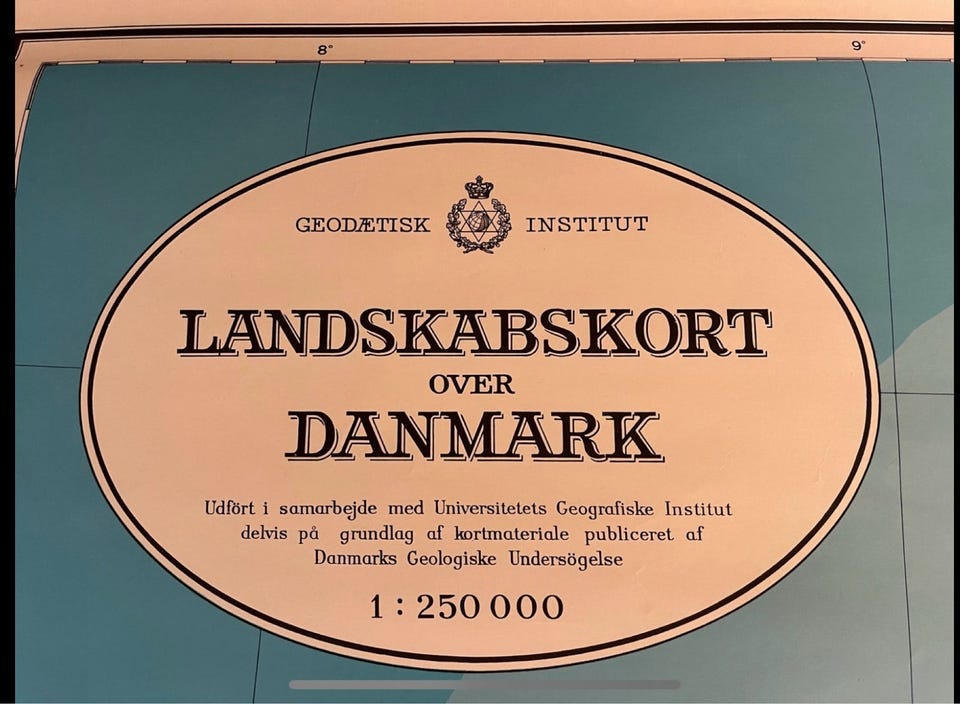 8° 9°
GEODÆTISK INSTITUT
LANDSKABSKORT
OVER
DANMARK
Udfört i samarbejde med Universitetets Geografiske Institut
delvis på grundlag af kortmateriale publiceret af
Danmarks Geologiske Undersögelse
1 : 250 000